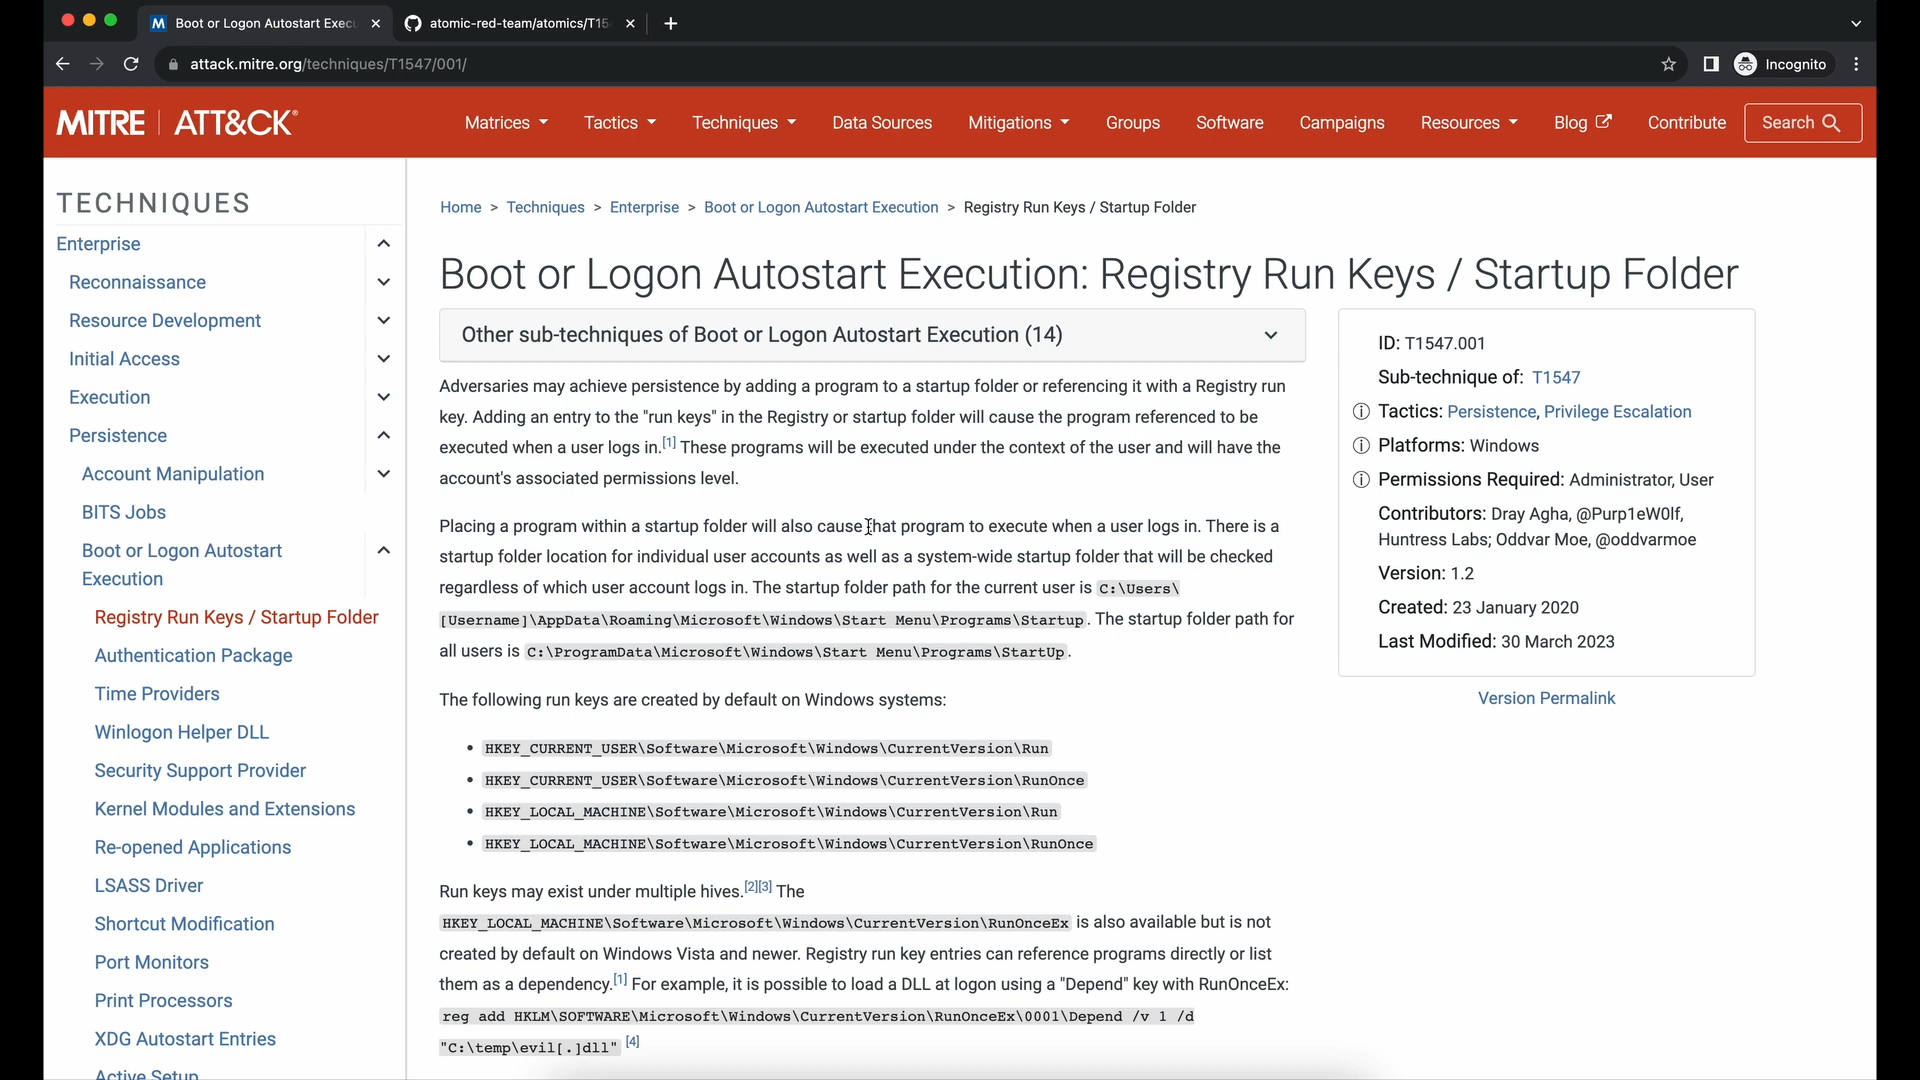 Boot or Logon Autostart Exec
atomic-red-team/atomics/T15
attack.mitre.org/techniques/T1547/001/
Incognito
MITRE | ATT&CK®
Matrices
Tactics
Techniques
Data Sources
Mitigations
Groups
Software
Campaigns
Resources
Blog
Contribute
Search
TECHNIQUES
Enterprise
Reconnaissance
Resource Development
Initial Access
Execution
Persistence
Account Manipulation
BITS Jobs
Boot or Logon Autostart
Execution
Registry Run Keys / Startup Folder
Authentication Package
Time Providers
Winlogon Helper DLL
Security Support Provider
Kernel Modules and Extensions
Re-opened Applications
LSASS Driver
Shortcut Modification
Port Monitors
Print Processors
XDG Autostart Entries
Active Setup
Home > Techniques > Enterprise > Boot or Logon Autostart Execution > Registry Run Keys / Startup Folder
Boot or Logon Autostart Execution: Registry Run Keys / Startup Folder
Other sub-techniques of Boot or Logon Autostart Execution (14)
Adversaries may achieve persistence by adding a program to a startup folder or referencing it with a Registry run
key. Adding an entry to the "run keys" in the Registry or startup folder will cause the program referenced to be
executed when a user logs in.[1] These programs will be executed under the context of the user and will have the
account's associated permissions level.
Placing a program within a startup folder will also cause that program to execute when a user logs in. There is a
startup folder location for individual user accounts as well as a system-wide startup folder that will be checked
regardless of which user account logs in. The startup folder path for the current user is C:\Users\
[Username]\AppData\Roaming\Microsoft\Windows\Start Menu\Programs\Startup. The startup folder path for
all users is C:\ProgramData\Microsoft\Windows\Start Menu\Programs\StartUp.
The following run keys are created by default on Windows systems:
• HKEY_CURRENT_USER\Software\Microsoft\Windows\CurrentVersion\Run
• HKEY_CURRENT_USER\Software\Microsoft\Windows\CurrentVersion\RunOnce
• HKEY_LOCAL_MACHINE\Software\Microsoft\Windows\CurrentVersion\Run
• HKEY_LOCAL_MACHINE\Software\Microsoft\Windows\CurrentVersion\RunOnce
Run keys may exist under multiple hives.[2][3] The
HKEY_LOCAL_MACHINE\Software\Microsoft\Windows\CurrentVersion\RunOnceEx is also available but is not
created by default on Windows Vista and newer. Registry run key entries can reference programs directly or list
them as a dependency.[1] For example, it is possible to load a DLL at logon using a "Depend" key with RunOnceEx:
reg add HKLM\SOFTWARE\Microsoft\Windows\CurrentVersion\RunOnceEx\0001\Depend /v 1 /d
"C:\temp\evil[.]dll" [4]
ID: T1547.001
Sub-technique of: T1547
Tactics: Persistence, Privilege Escalation
Platforms: Windows
Permissions Required: Administrator, User
Contributors: Dray Agha, @Purp1eW0lf,
Huntress Labs; Oddvar Moe, @oddvarmoe
Version: 1.2
Created: 23 January 2020
Last Modified: 30 March 2023
Version Permalink